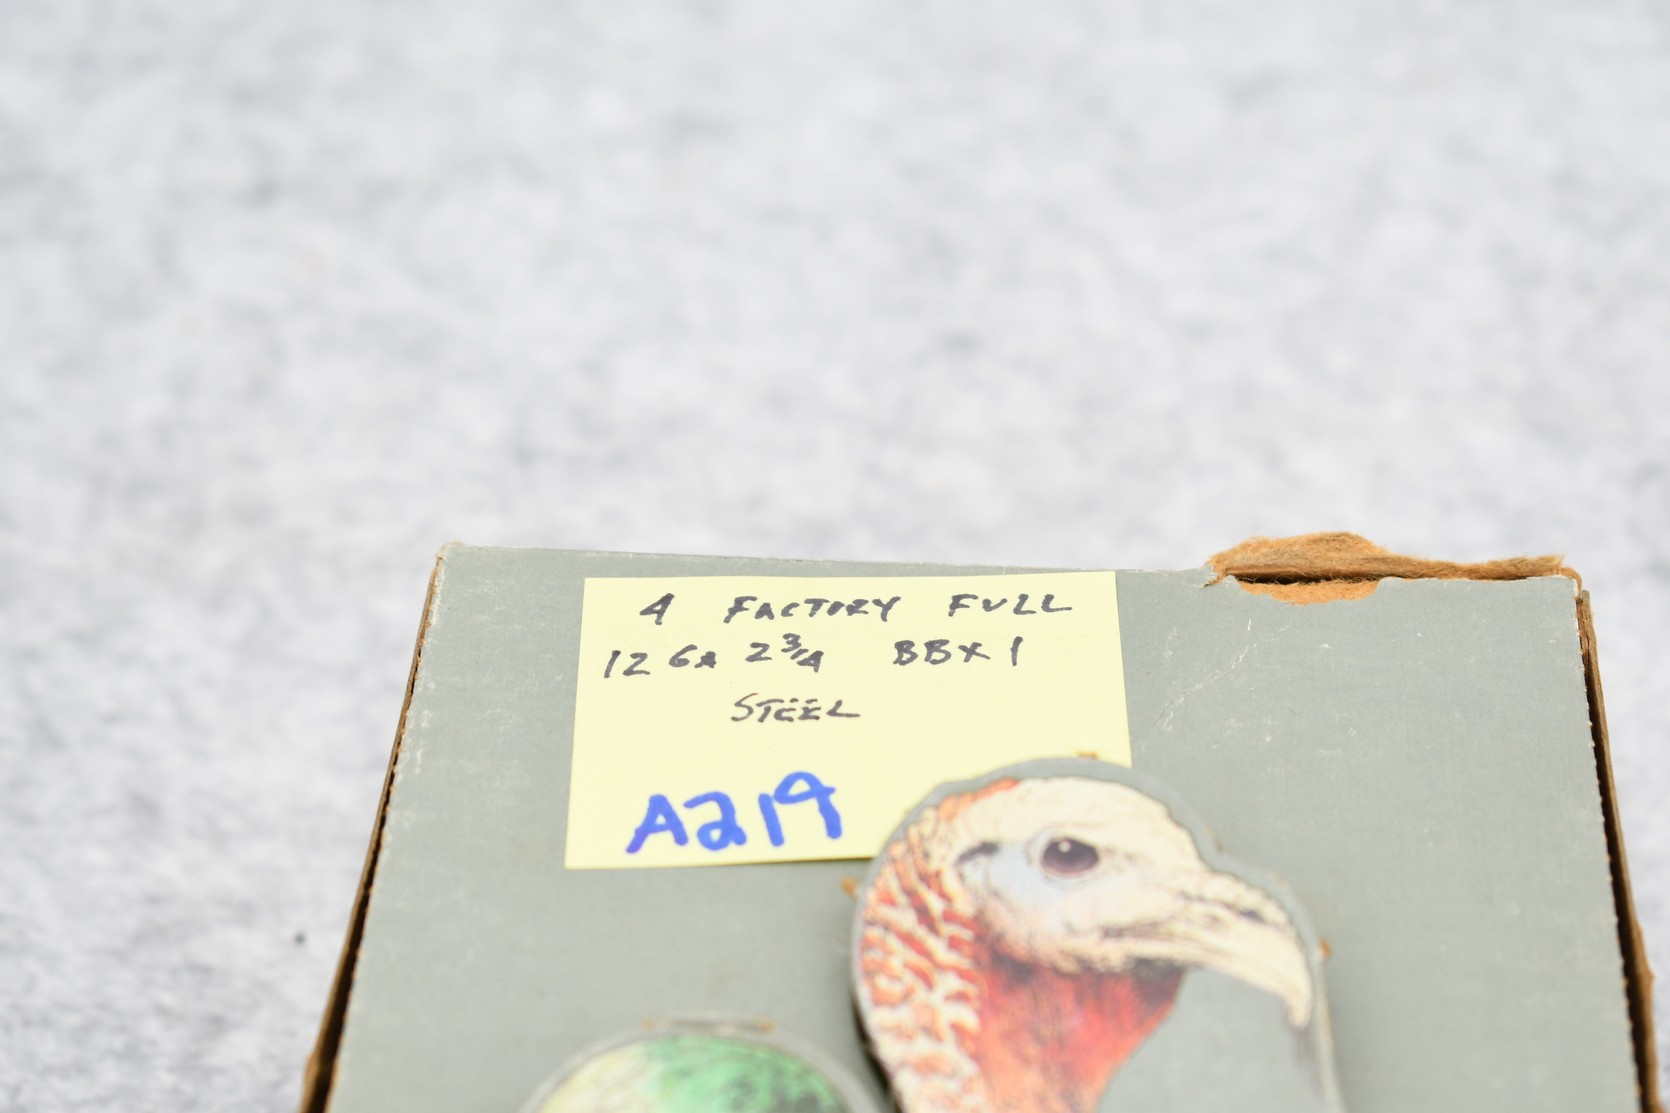 4 FACTORY FULL
12 GA 2 3/4 BBX1
STEEL
A219